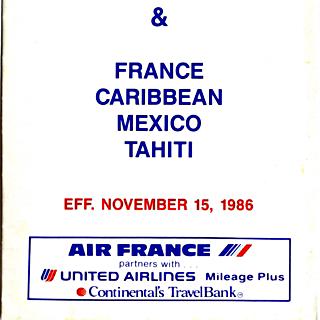 &
FRANCE
CARIBBEAN
MEXICO
TAHITI
EFF. NOVEMBER 15, 1986
AIR FRANCE
partners with...
UNITED AIRLINES Mileage Plus
Continental's TravelBank®